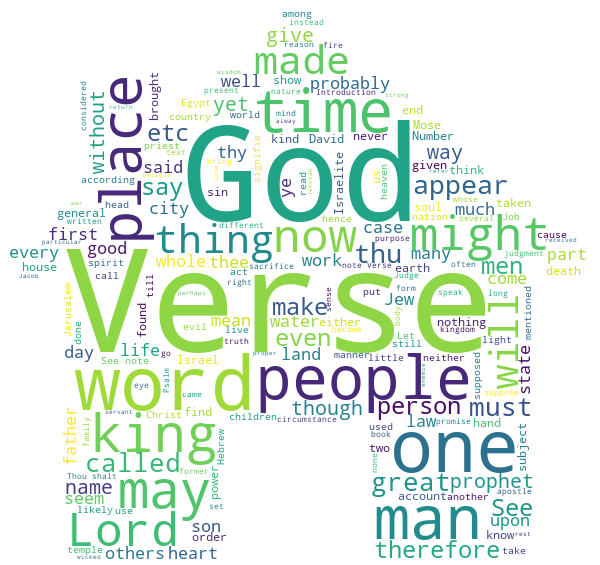 among
instead
reason fire
give
wisdom
strong
made
nature
Introduction
considered
brought
well
show
probably
present
return
place
etc
yet
Egypt
time
mind
alway
end
Mose
country
world
Number
without
priest
text
God
thy
signifie
bring
kind
David
never
way
given
according
said
sin
ye
read
Israelite
heaven
us
think
say
appear
war
written
head
city
soul
taken
whose
general
different
hence
case
much
nation
several
Job
first
thing
now
thu
might
cause
particular
received
every
good
whole
thee
work
many
men
part
house
spirit
act
sacrifice
note Verse
earth
often
judgment
death
Jacob
call
right
purpose
Judge
come
Jerusalem
found
till
Verse
mean
make
Jew
form
body
speak
long
nothing
kingdom
will
mentioned
done
evil
live
water
either
even
put
sense
Let
still
become
light
day
life
truth
perhaps
go
land
manner
little
neither
supposed
state
See note
Israel
word
eye
Psalm
proper
people
though
enemie
person
must
suppose
servant
came
children
circumstance
used
book
law
promise
hand
father
family
king
Christ
find
two
one
subject
called
Thou shalt
former
power
Hebrew
none
great
prophet
name
seem
may
set
account
another
apostle
See
likely
use
son
order
man
upon
Lord
know
rest
temple
wicked
others
heart
therefore
take